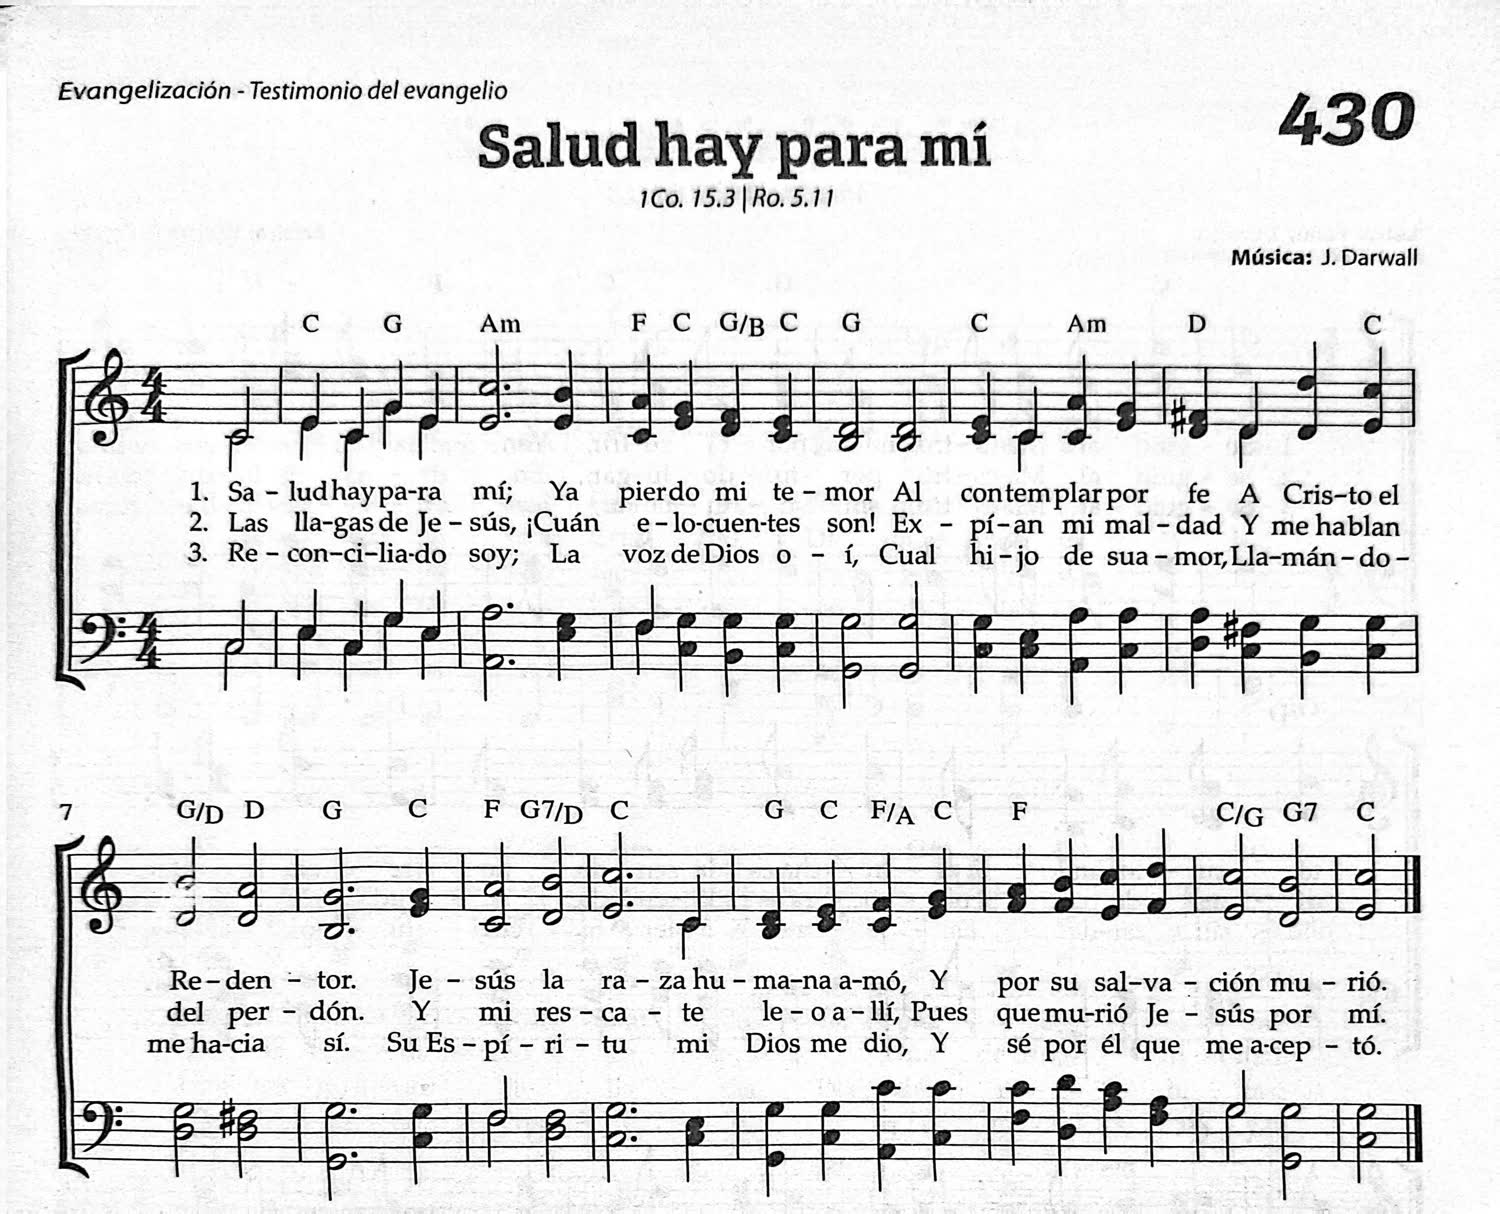 Evangelización - Testimonio del evangelio
430
Salud hay para mí
1Co. 15.3 | Ro. 5.11
Música: J. Darwall
C G Am F C G/B C G C Am D C
4 4
1. Sa – lud hay pa–ra mí; Ya pierdo mi te – mor Al contemplar por fe A Cris–to el
2. Las lla–gas de Je – sús, ¡Cuán e – lo–cuen–tes son! Ex – pí–an mi mal – dad Y me hablan
3. Re – con–ci–lia–do soy; La voz de Dios o – í, Cual hi–jo de su a–mor, Lla–mán–do–
4 4
7 G/D D G C F G7/D C G C F/A C F C/G G7 C
Re–den – tor. Je – sús la ra – za hu – ma–na a–mó, Y por su sal–va – ción mu – rió.
del per – dón. Y mi res – ca – te le – o a – llí, Pues que mu–rió Je – sús por mí.
me ha-cia sí. Su Es – pí – ri – tu mi Dios me dio, Y sé por él que me a-cep – tó.